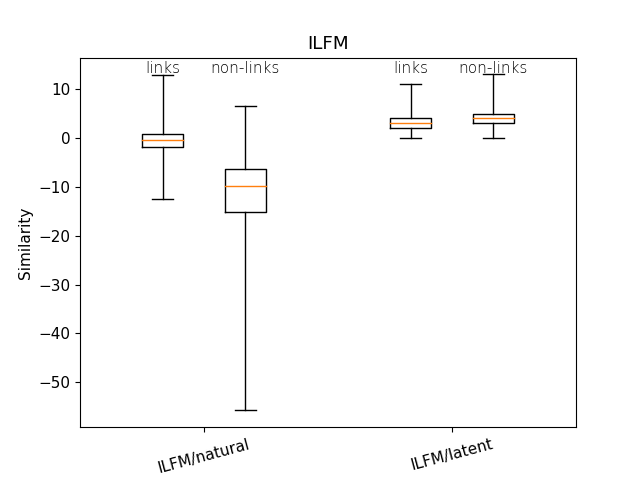 ILFM
links non-links links non-links
10
0
−10
−20
−30
−40
−50
Similarity
ILFM/natural ILFM/latent